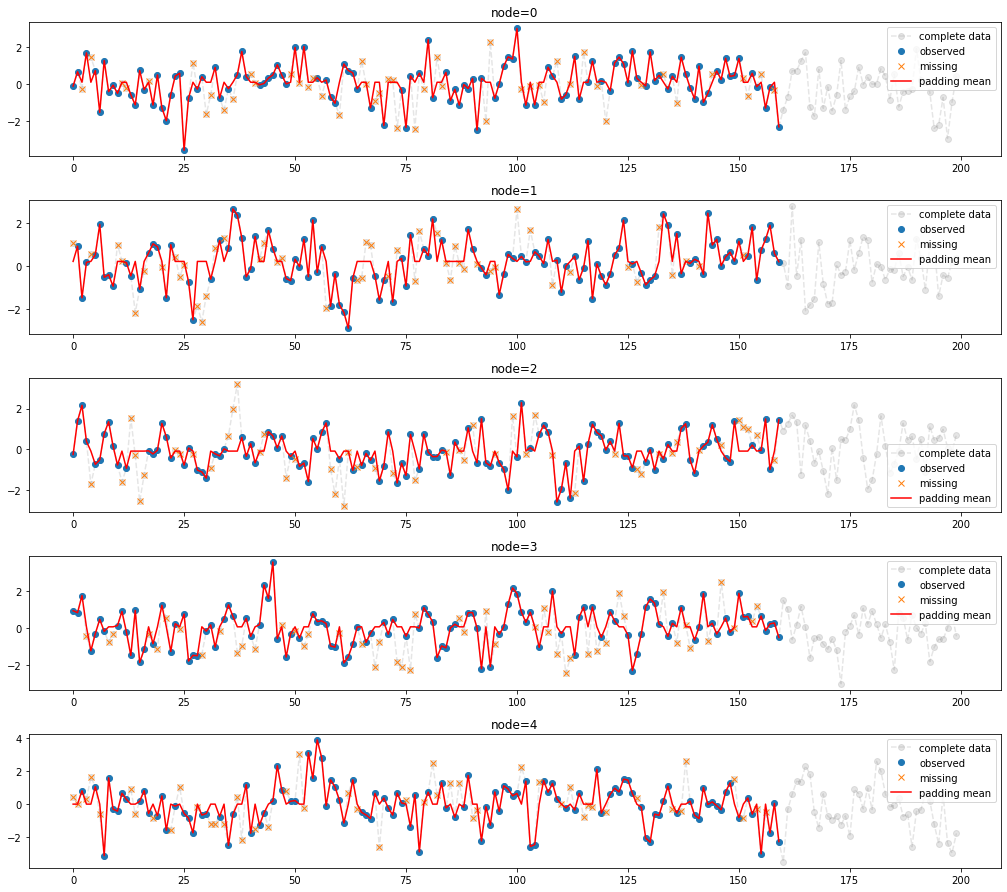 node=0
2
0
−2
0
25
50
75
100
125
150
175
200
complete data
observed
missing
padding mean
node=1
2
0
−2
0
25
50
75
100
125
150
175
200
complete data
observed
missing
padding mean
node=2
2
0
−2
0
25
50
75
100
125
150
175
200
complete data
observed
missing
padding mean
node=3
2
0
−2
0
25
50
75
100
125
150
175
200
complete data
observed
missing
padding mean
node=4
4
2
0
−2
0
25
50
75
100
125
150
175
200
complete data
observed
missing
padding mean